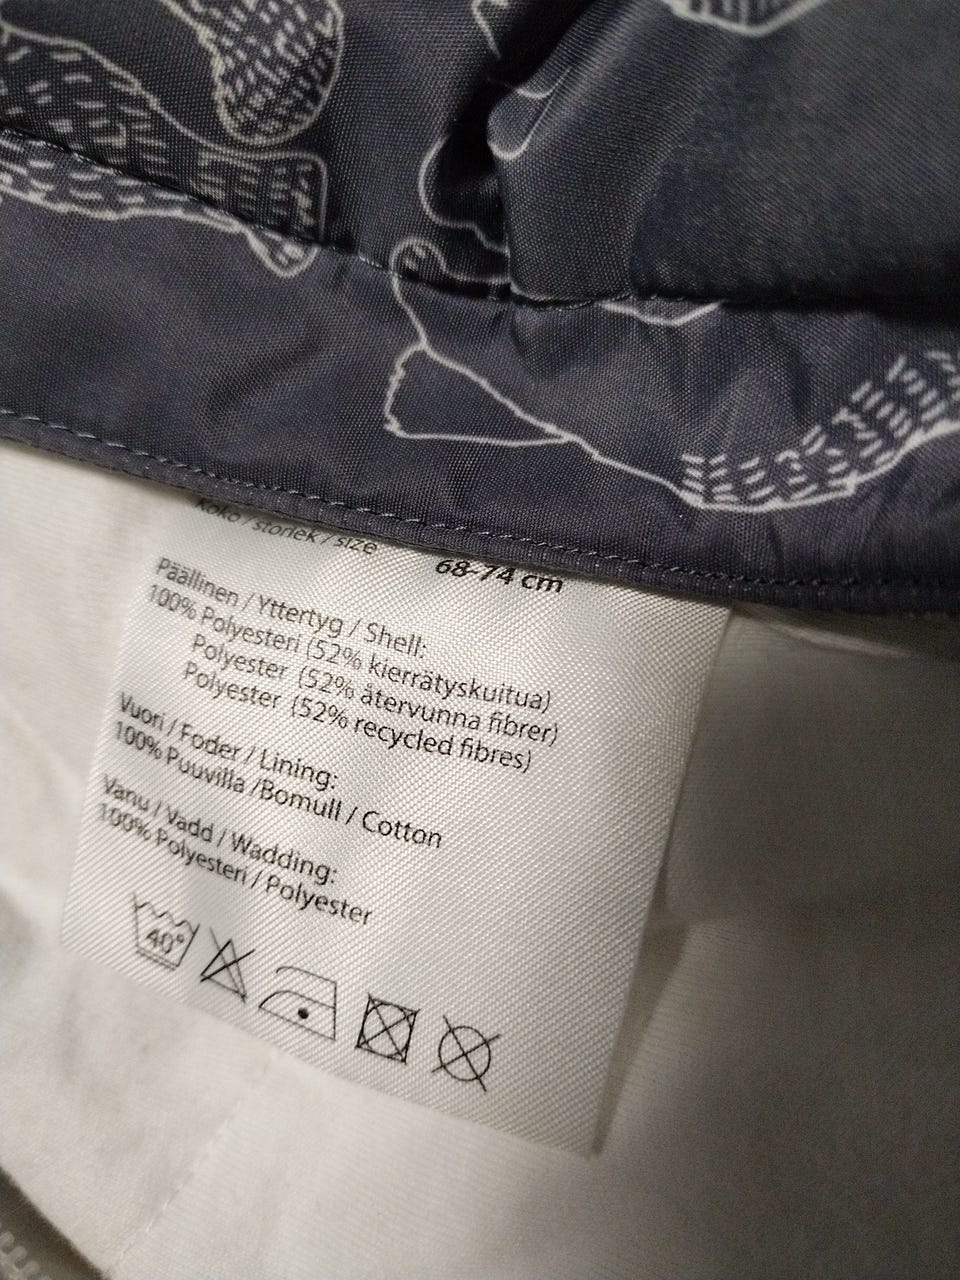 koko / storlek / size
68-74 cm
Päällinen / Yttertyg / Shell:
100% Polyesteri (52% kierrätyskuitua)
Polyester (52% återvunna fibrer)
Polyester (52% recycled fibres)
Vuori / Foder / Lining:
100% Puuvilla /Bomull / Cotton
Vanu / Vadd / Wadding:
100% Polyesteri / Polyester
40°